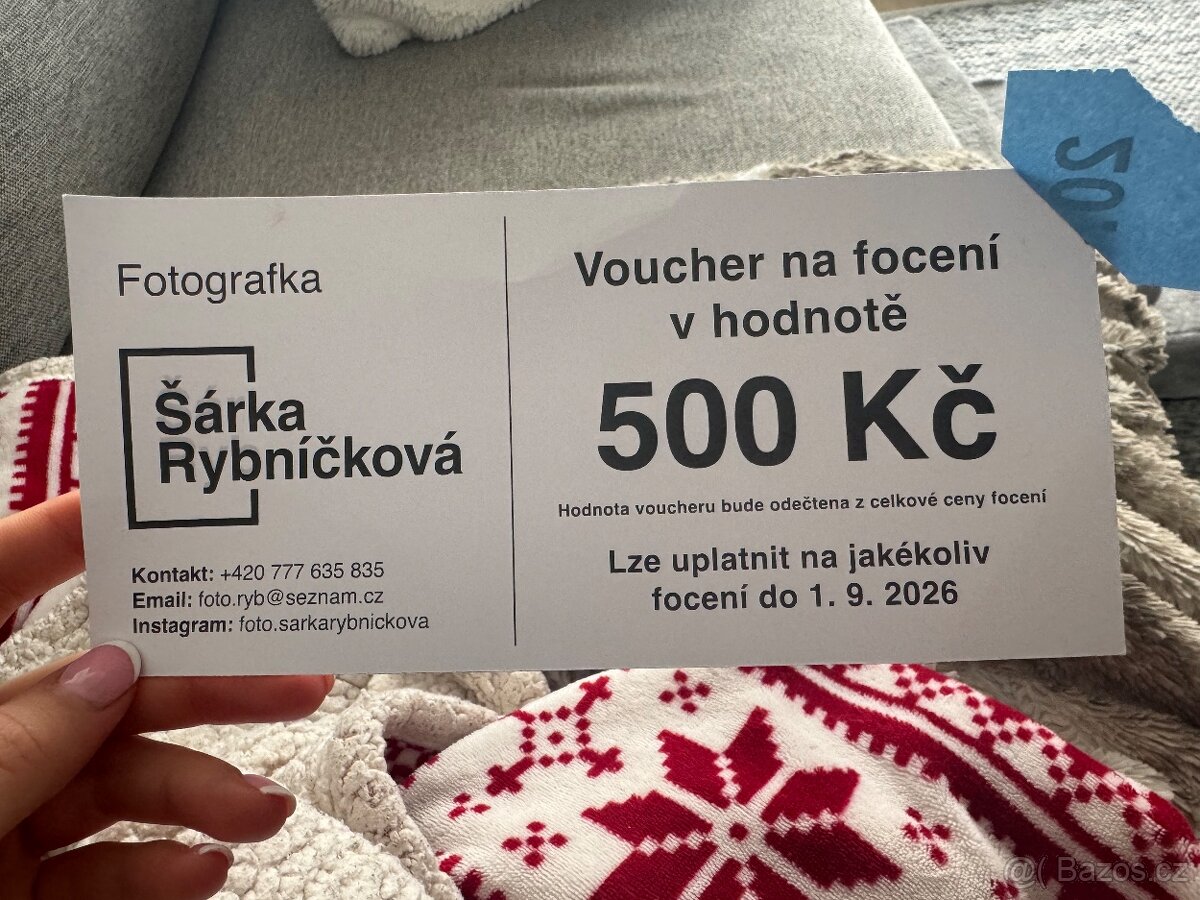 Fotografka
Šárka
Rybníčková
Kontakt: +420 777 635 835
Email: foto.ryb@seznam.cz
Instagram: foto.sarkarybnickova
Voucher na focení
v hodnotě
500 Kč
Hodnota voucheru bude odečtena z celkové ceny focení
Lze uplatnit na jakékoliv
focení do 1. 9. 2026
@( Bazos.cz